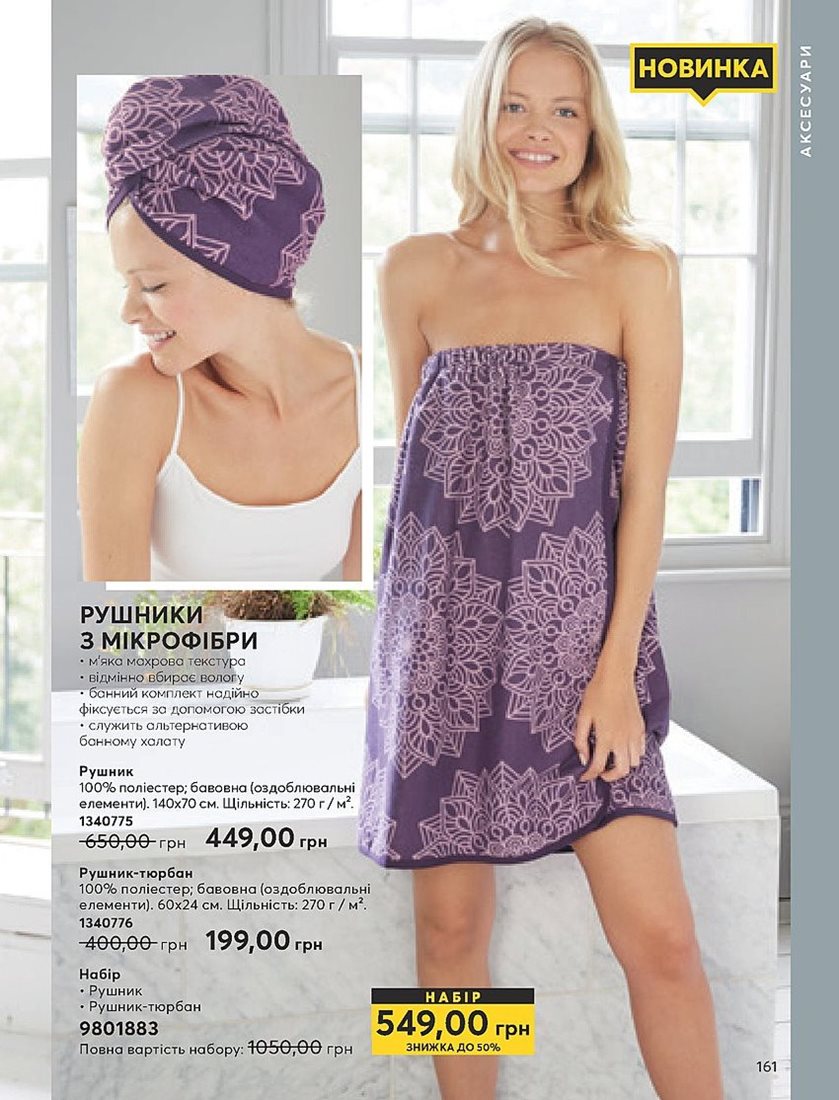 НОВИНКА
АКСЕСУАРИ
РУШНИКИ
З МІКРОФІБРИ
• м'яка махрова текстура
• відмінно вбирає вологу
• банний комплект надійно
фіксується за допомогою застібки
• служить альтернативою
банному халату
Рушник
100% поліестер; бавовна (оздоблювальні
елементи). 140х70 см. Щільність: 270 г / м².
1340775
650,00 грн 449,00 грн
Рушник-тюрбан
100% поліестер; бавовна (оздоблювальні
елементи). 60х24 см. Щільність: 270 г / м².
1340776
400,00 грн 199,00 грн
Набір
• Рушник
• Рушник-тюрбан
9801883
Повна вартість набору: 1050,00 грн
НАБІР
549,00 грн
ЗНИЖКА ДО 50%
161